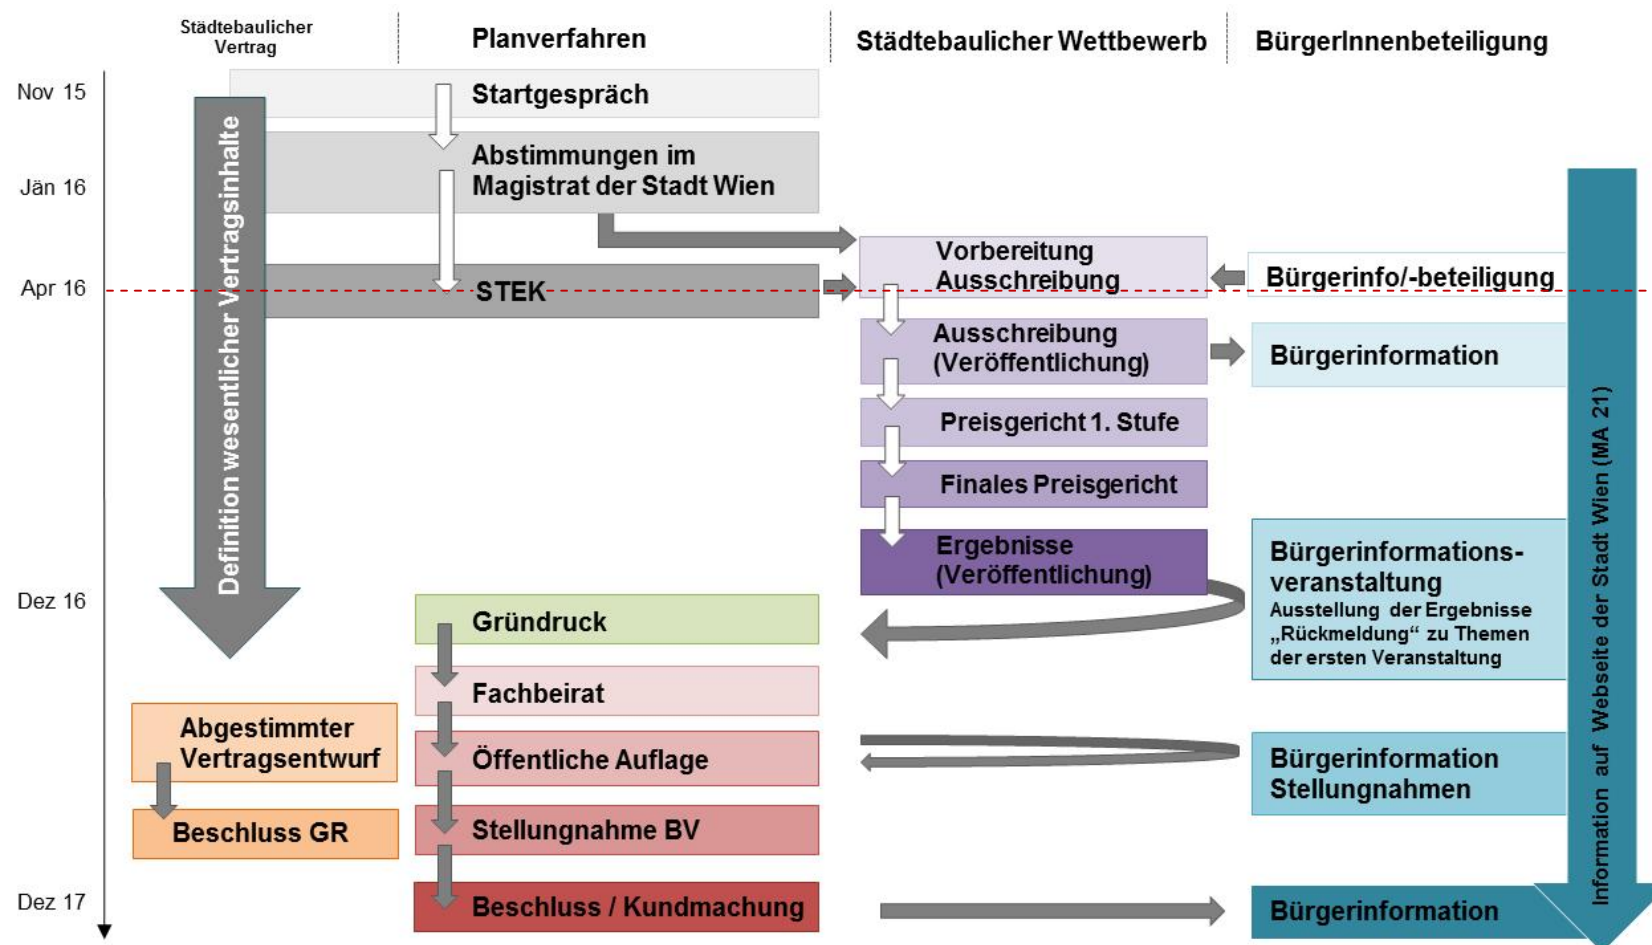 Städtebaulicher
Vertrag
Planverfahren
Städtebaulicher Wettbewerb
BürgerInnenbeteiligung
Nov 15
Jän 16
Apr 16
Dez 16
Dez 17
Definition wesentlicher Vertragsinhalte
Abgestimmter
Vertragsentwurf
Beschluss GR
Startgespräch
Abstimmungen im
Magistrat der Stadt Wien
STEK
Gründruck
Fachbeirat
Öffentliche Auflage
Stellungnahme BV
Beschluss / Kundmachung
Vorbereitung
Ausschreibung
Ausschreibung
(Veröffentlichung)
Preisgericht 1. Stufe
Finales Preisgericht
Ergebnisse
(Veröffentlichung)
Bürgerinfo/-beteiligung
Bürgerinformation
Bürgerinformations-
veranstaltung
Ausstellung der Ergebnisse
„Rückmeldung“ zu Themen
der ersten Veranstaltung
Bürgerinformation
Stellungnahmen
Bürgerinformation
Information auf Webseite der Stadt Wien (MA 21)